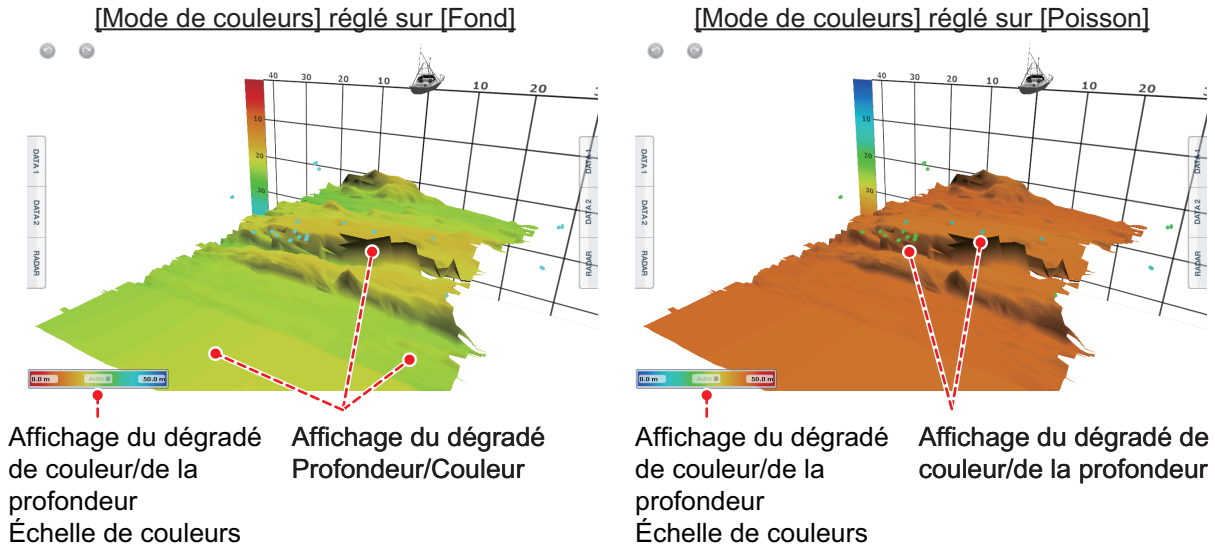 [Mode de couleurs] réglé sur [Fond]
40 30 20 10 10 20
10
20
30
DATA 1
DATA 2
RADAR
DATA 1
DATA 2
RADAR
0.0 m Auto 50.0 m
Affichage du dégradé
de couleur/de la
profondeur
Échelle de couleurs
Affichage du dégradé
Profondeur/Couleur
[Mode de couleurs] réglé sur [Poisson]
40 30 20 10 10 20
10
20
30
DATA 1
DATA 2
RADAR
DATA 1
DATA 2
RADAR
0.0 m Auto 50.0 m
Affichage du dégradé
de couleur/de la
profondeur
Échelle de couleurs
Affichage du dégradé de
couleur/de la profondeur